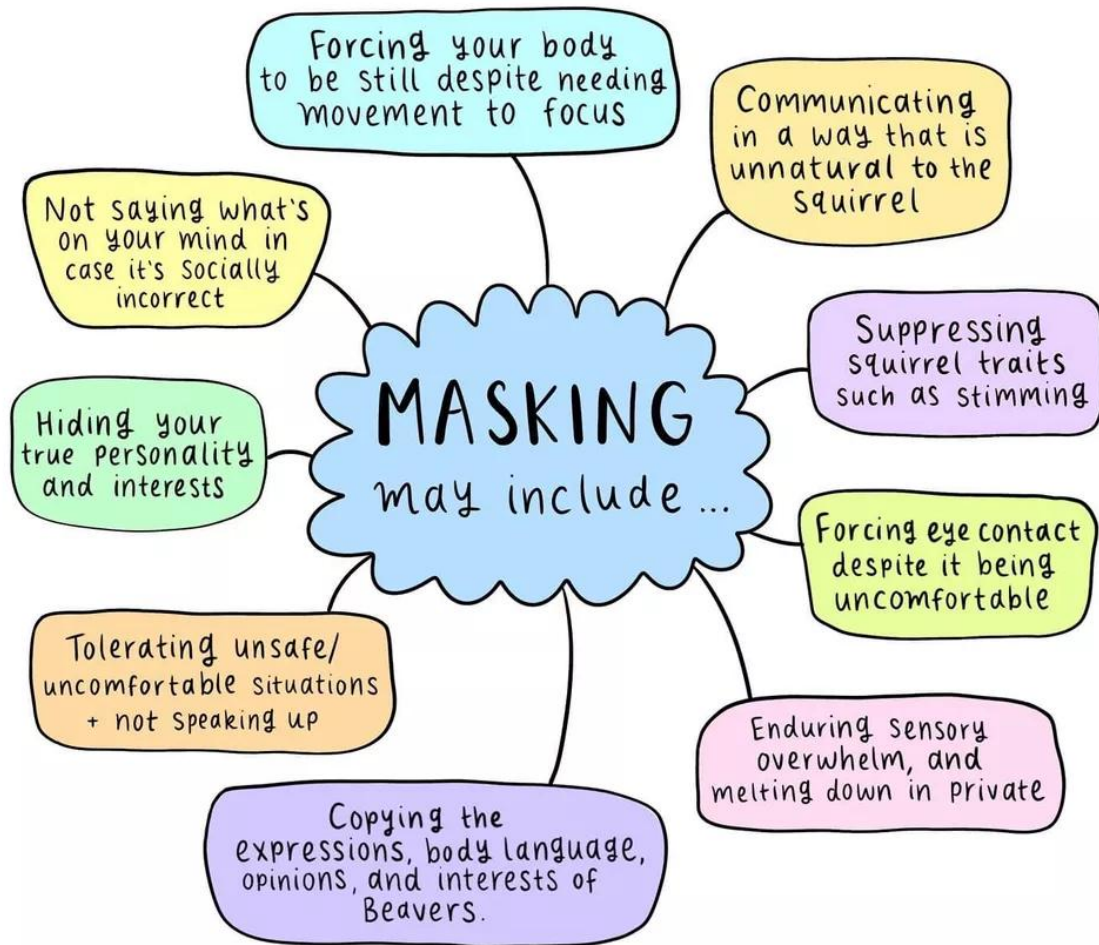 MASKING
may include...
Forcing your body
to be still despite needing
movement to focus
Communicating
in a way that is
unnatural to the
squirrel
Suppressing
squirrel traits
such as stimming
Forcing eye contact
despite it being
uncomfortable
Enduring sensory
overwhelm, and
melting down in private
Copying the
expressions, body language,
opinions, and interests of
Beavers.
Tolerating unsafe/
uncomfortable situations
+ not speaking up
Hiding your
true personality
and interests
Not saying what's
on your mind in
case it's socially
incorrect